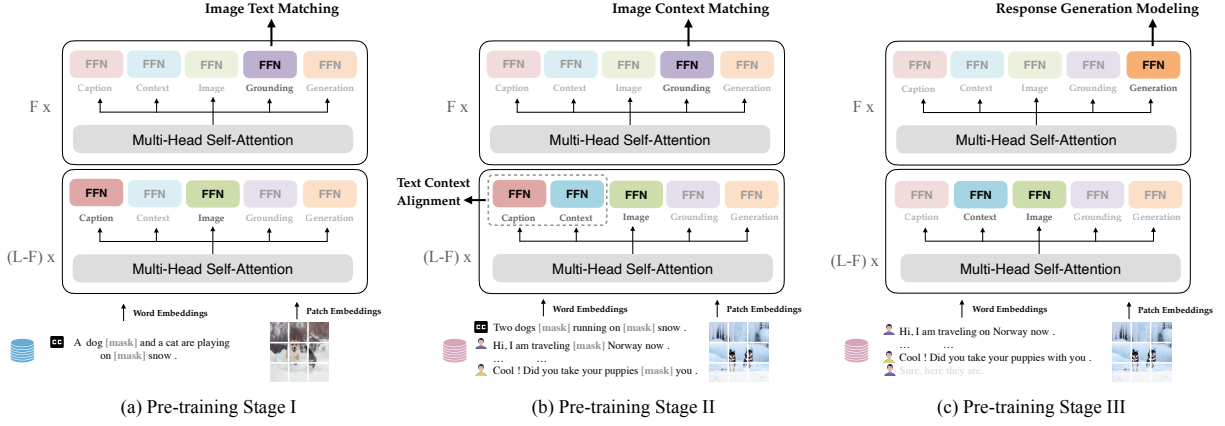 Image Text Matching
FFN FFN FFN FFN FFN
Caption Context Image Grounding Generation
F x
Multi-Head Self-Attention
FFN FFN FFN FFN FFN
Caption Context Image Grounding Generation
(L-F) x
Multi-Head Self-Attention
Word Embeddings Patch Embeddings
CC A dog [mask] and a cat are playing
on [mask] snow .
(a) Pre-training Stage I
Image Context Matching
FFN FFN FFN FFN FFN
Caption Context Image Grounding Generation
F x
Multi-Head Self-Attention
Text Context
Alignment
FFN FFN FFN FFN FFN
Caption Context Image Grounding Generation
(L-F) x
Multi-Head Self-Attention
Word Embeddings Patch Embeddings
CC Two dogs [mask] running on [mask] snow .
Hi, I am traveling [mask] Norway now .
... ... ...
Cool ! Did you take your puppies [mask] you .
(b) Pre-training Stage II
Response Generation Modeling
FFN FFN FFN FFN FFN
Caption Context Image Grounding Generation
F x
Multi-Head Self-Attention
FFN FFN FFN FFN FFN
Caption Context Image Grounding Generation
(L-F) x
Multi-Head Self-Attention
Word Embeddings Patch Embeddings
Hi, I am traveling on Norway now .
... ... ...
Cool ! Did you take your puppies with you .
Sure, here they are.
(c) Pre-training Stage III